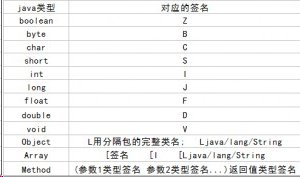 java类型 对应的签名
boolean Z
byte B
char C
short S
int I
long J
float F
double D
void V
Object L用分隔包的完整类名; Ljava/lang/String
Array [签名 [I [Ljava/lang/String
Method (参数1类型签名 参数2类型签名...)返回值类型签名